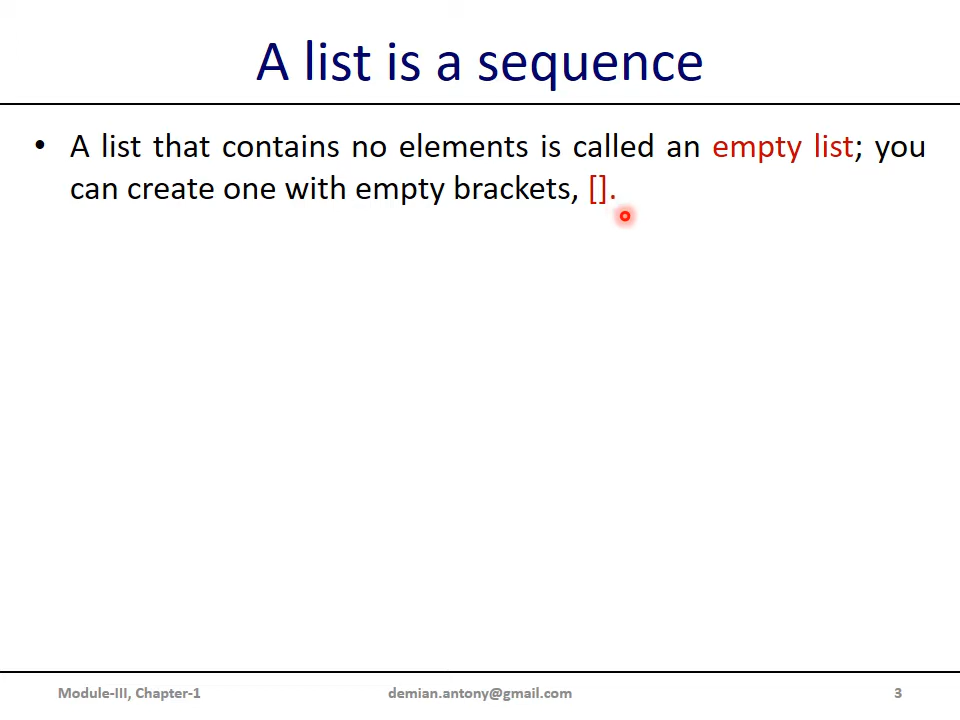 A list is a sequence
• A list that contains no elements is called an empty list; you
can create one with empty brackets, [].
Module-III, Chapter-1
demian.antony@gmail.com
3